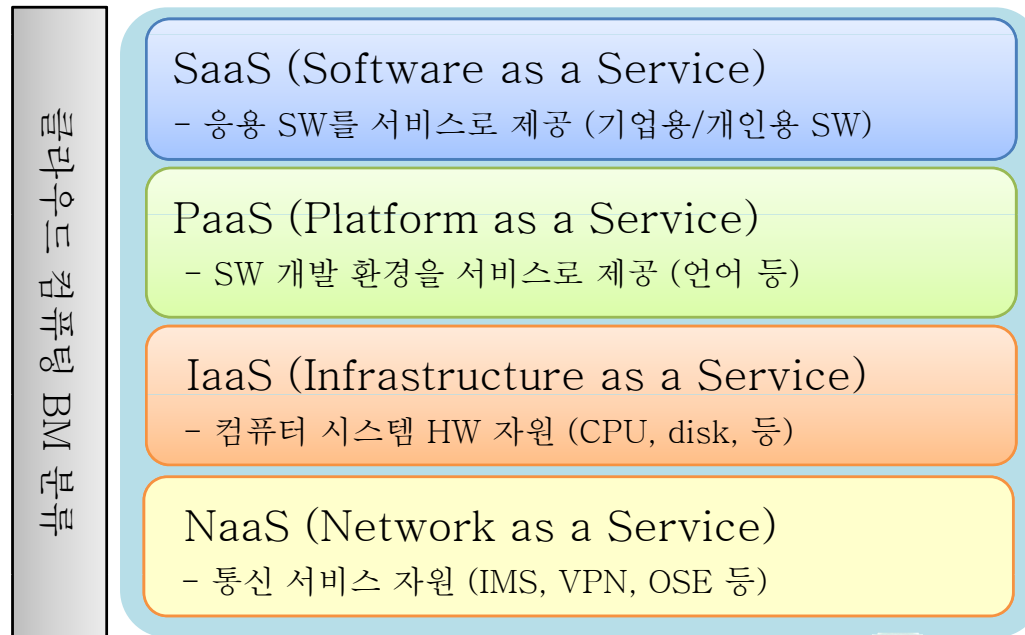 클라우드 컴퓨팅 BM 분류
SaaS (Software as a Service)
- 응용 SW를 서비스로 제공 (기업용/개인용 SW)
PaaS (Platform as a Service)
- SW 개발 환경을 서비스로 제공 (언어 등)
IaaS (Infrastructure as a Service)
- 컴퓨터 시스템 HW 자원 (CPU, disk, 등)
NaaS (Network as a Service)
- 통신 서비스 자원 (IMS, VPN, OSE 등)